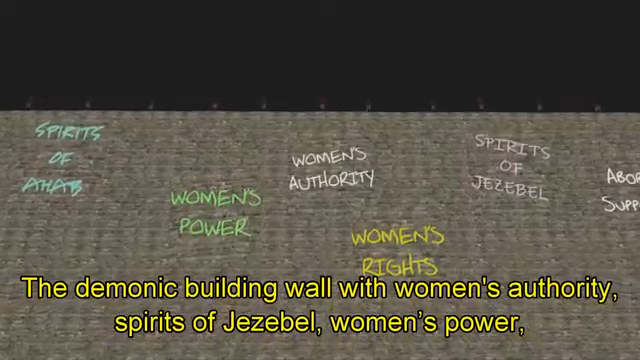 SPIRITS
OF
AHAB
WOMEN'S
POWER
WOMEN'S
AUTHORITY
WOMEN'S
RIGHTS
SPIRITS
OF
JEZEBEL
The demonic building wall with women's authority,
spirits of Jezebel, women’s power,